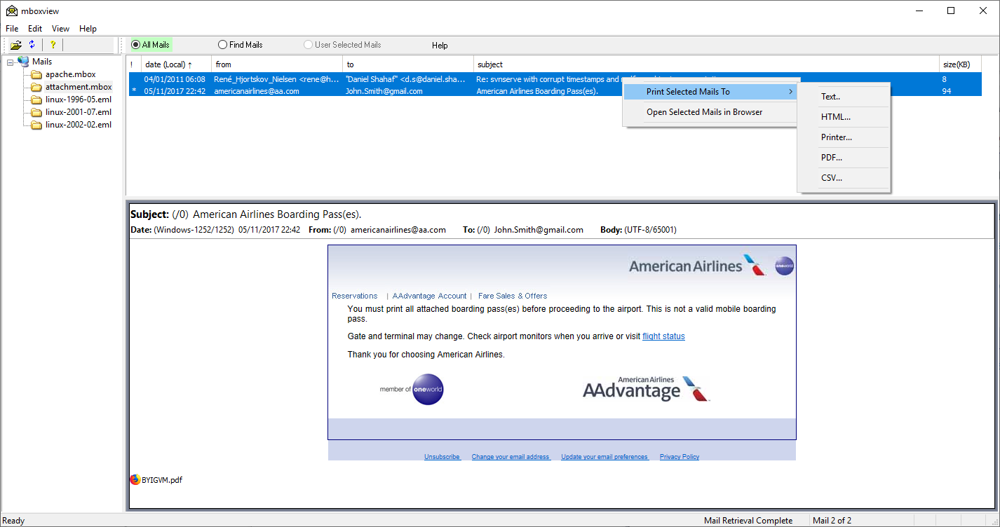 mboxview
File Edit View Help
? All Mails Find Mails User Selected Mails Help
Mails
apache.mbox
attachment.mbox
linux-1996-05.eml
linux-2001-07.eml
linux-2002-02.eml
! date (Local) ↑ from to subject size(KB)
04/01/2011 06:08 René_Hjortskov_Nielsen <rene@h... "Daniel Shahaf" <d.s@daniel.sha... Re: svnserve with corrupt timestamps and 8
* 05/11/2017 22:42 americanairlines@aa.com John.Smith@gmail.com American Airlines Boarding Pass(es). 94
Print Selected Mails To >
Open Selected Mails in Browser
Text..
HTML...
Printer...
PDF...
CSV...
Subject: (/0) American Airlines Boarding Pass(es).
Date: (Windows-1252/1252) 05/11/2017 22:42 From: (/0) americanairlines@aa.com To: (/0) John.Smith@gmail.com Body: (UTF-8/65001)
American Airlines oneworld
Reservations | AAdvantage Account | Fare Sales & Offers
You must print all attached boarding pass(es) before proceeding to the airport. This is not a valid mobile boarding
pass.
Gate and terminal may change. Check airport monitors when you arrive or visit flight status
Thank you for choosing American Airlines.
member of oneworld
American Airlines
AAdvantage
Unsubscribe Change your email address Update your email preferences Privacy Policy
BYIGVM.pdf
Ready Mail Retrieval Complete Mail 2 of 2